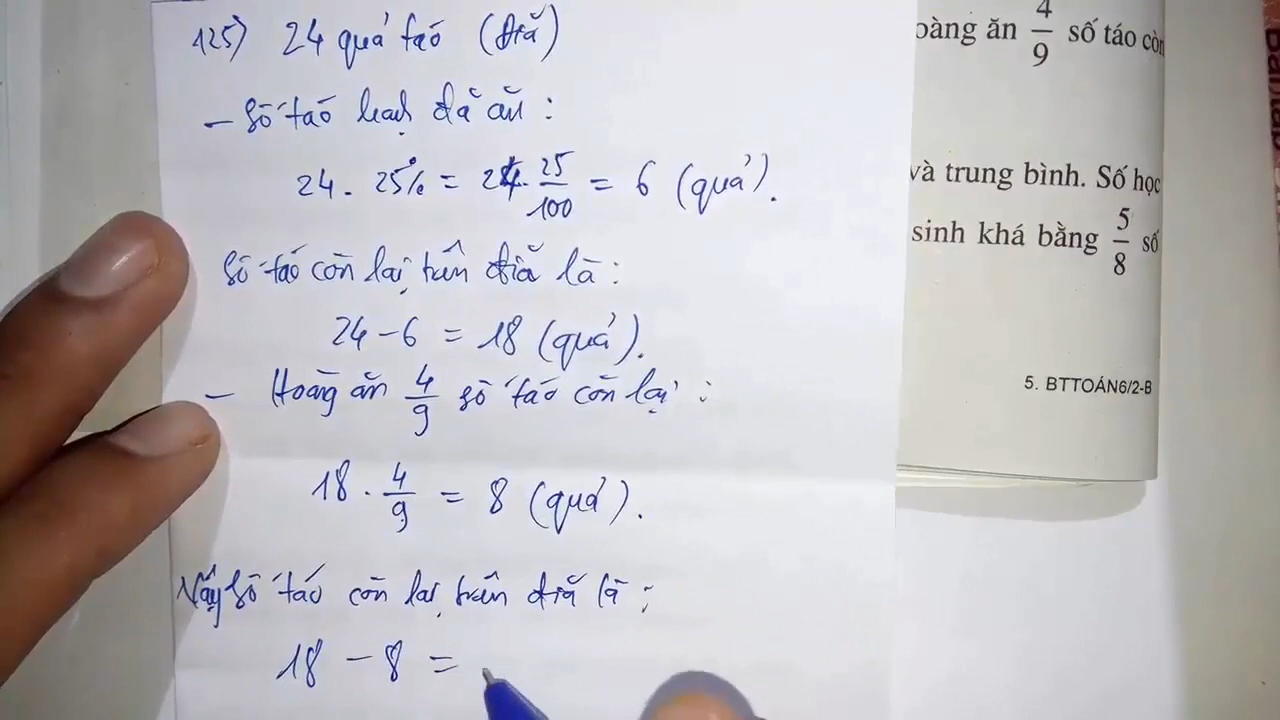 125) 24 quả táo (đĩa)
- Số táo Hạnh đã ăn :
24 . 25% = 24 . 25/100 = 6 (quả).
Số táo còn lại trên đĩa là :
24 - 6 = 18 (quả).
- Hoàng ăn 4/9 số táo còn lại :
18 . 4/9 = 8 (quả).
Vậy số táo còn lại trên đĩa là :
18 - 8 =
oàng ăn 4/9 số táo còn
và trung bình. Số học
sinh khá bằng 5/8 số
5. BTTOÁN6/2-B